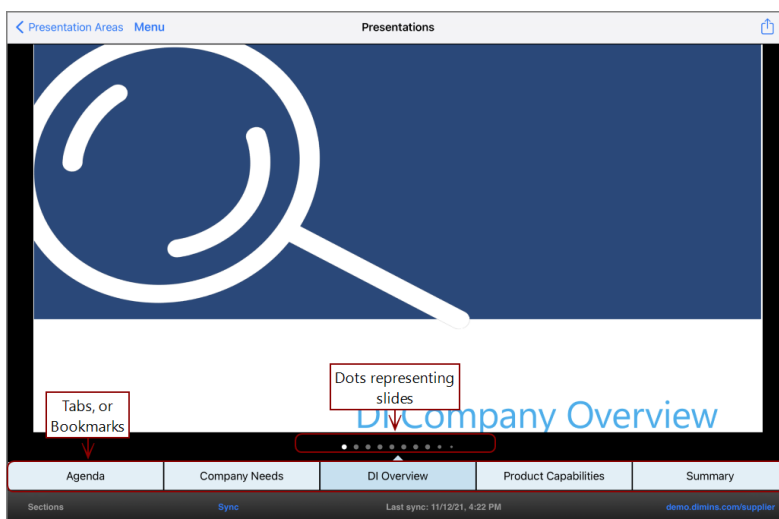 Presentation Areas Menu Presentations
Dots representing
slides
Tabs, or
Bookmarks
DI Company Overview
Agenda Company Needs DI Overview Product Capabilities Summary
Sections Sync Last sync: 11/12/21, 4:22 PM demo.dimins.com/supplier